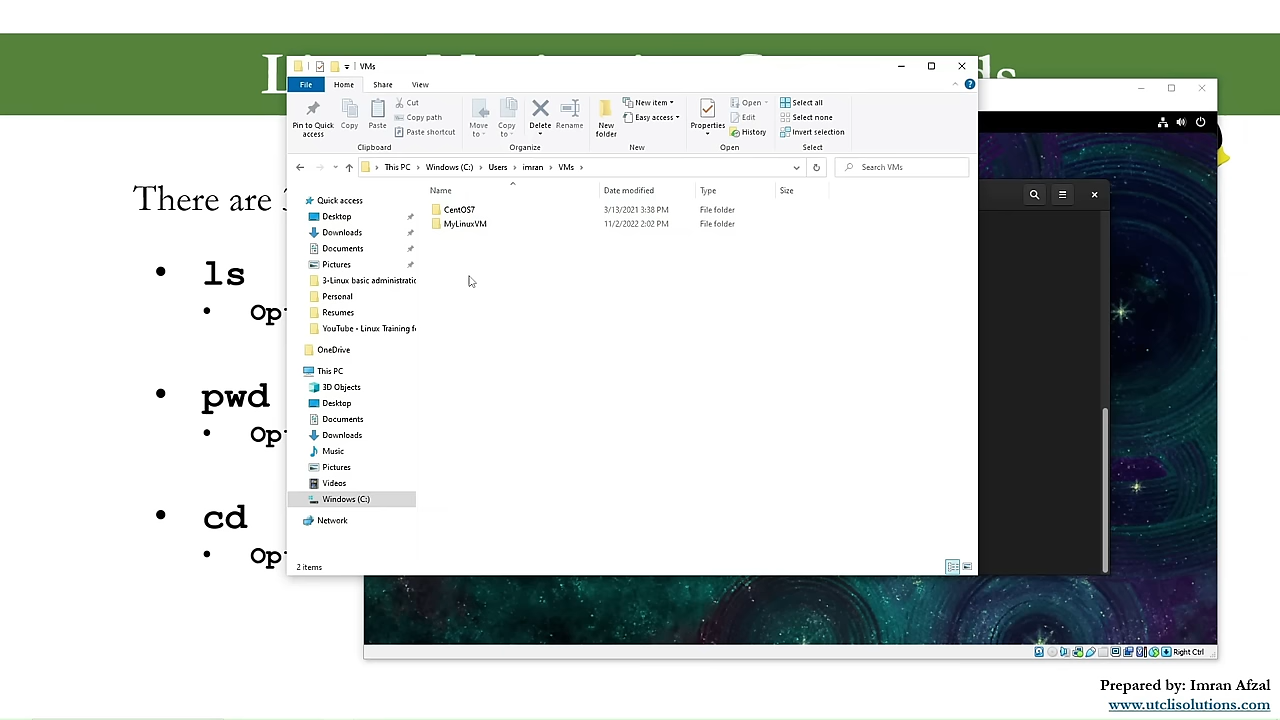 VMs
File Home Share View
Pin to Quick access
Copy
Paste
Cut
Copy path
Paste shortcut
Clipboard
Move to
Copy to
Delete
Rename
Organize
New folder
New item
Easy access
New
Properties
Open
Edit
History
Open
Select all
Select none
Invert selection
Select
This PC Windows (C:) Users imran VMs
Search VMs
Name Date modified Type Size
CentOS7 3/13/2021 3:38 PM File folder
MyLinuxVM 11/2/2022 2:02 PM File folder
Quick access
Desktop
Downloads
Documents
Pictures
3-Linux basic administratic
Personal
Resumes
YouTube - Linux Training f
OneDrive
This PC
3D Objects
Desktop
Documents
Downloads
Music
Pictures
Videos
Windows (C:)
Network
2 items
There are
• ls
• Op
• pwd
• Op
• cd
• Op
Right Ctrl
Prepared by: Imran Afzal
www.utclisolutions.com